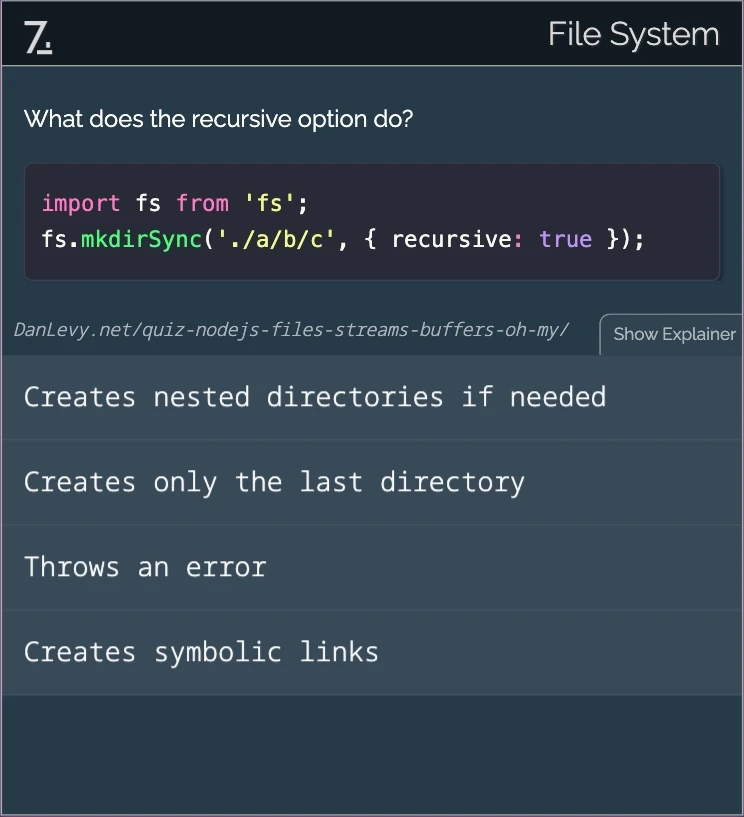 7.
File System
What does the recursive option do?
import fs from 'fs';
fs.mkdirSync('./a/b/c', { recursive: true });
DanLevy.net/quiz-nodejs-files-streams-buffers-oh-my/
Show Explainer
Creates nested directories if needed
Creates only the last directory
Throws an error
Creates symbolic links